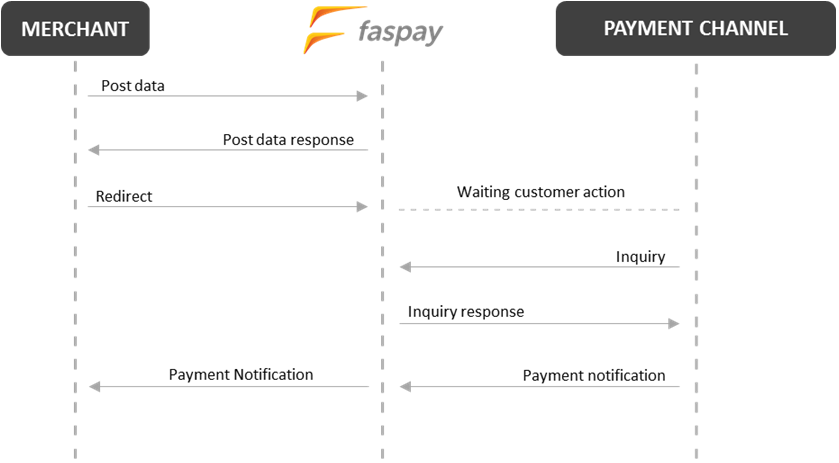 MERCHANT
faspay
PAYMENT CHANNEL
Post data
Post data response
Redirect
Waiting customer action
Inquiry
Inquiry response
Payment Notification
Payment notification